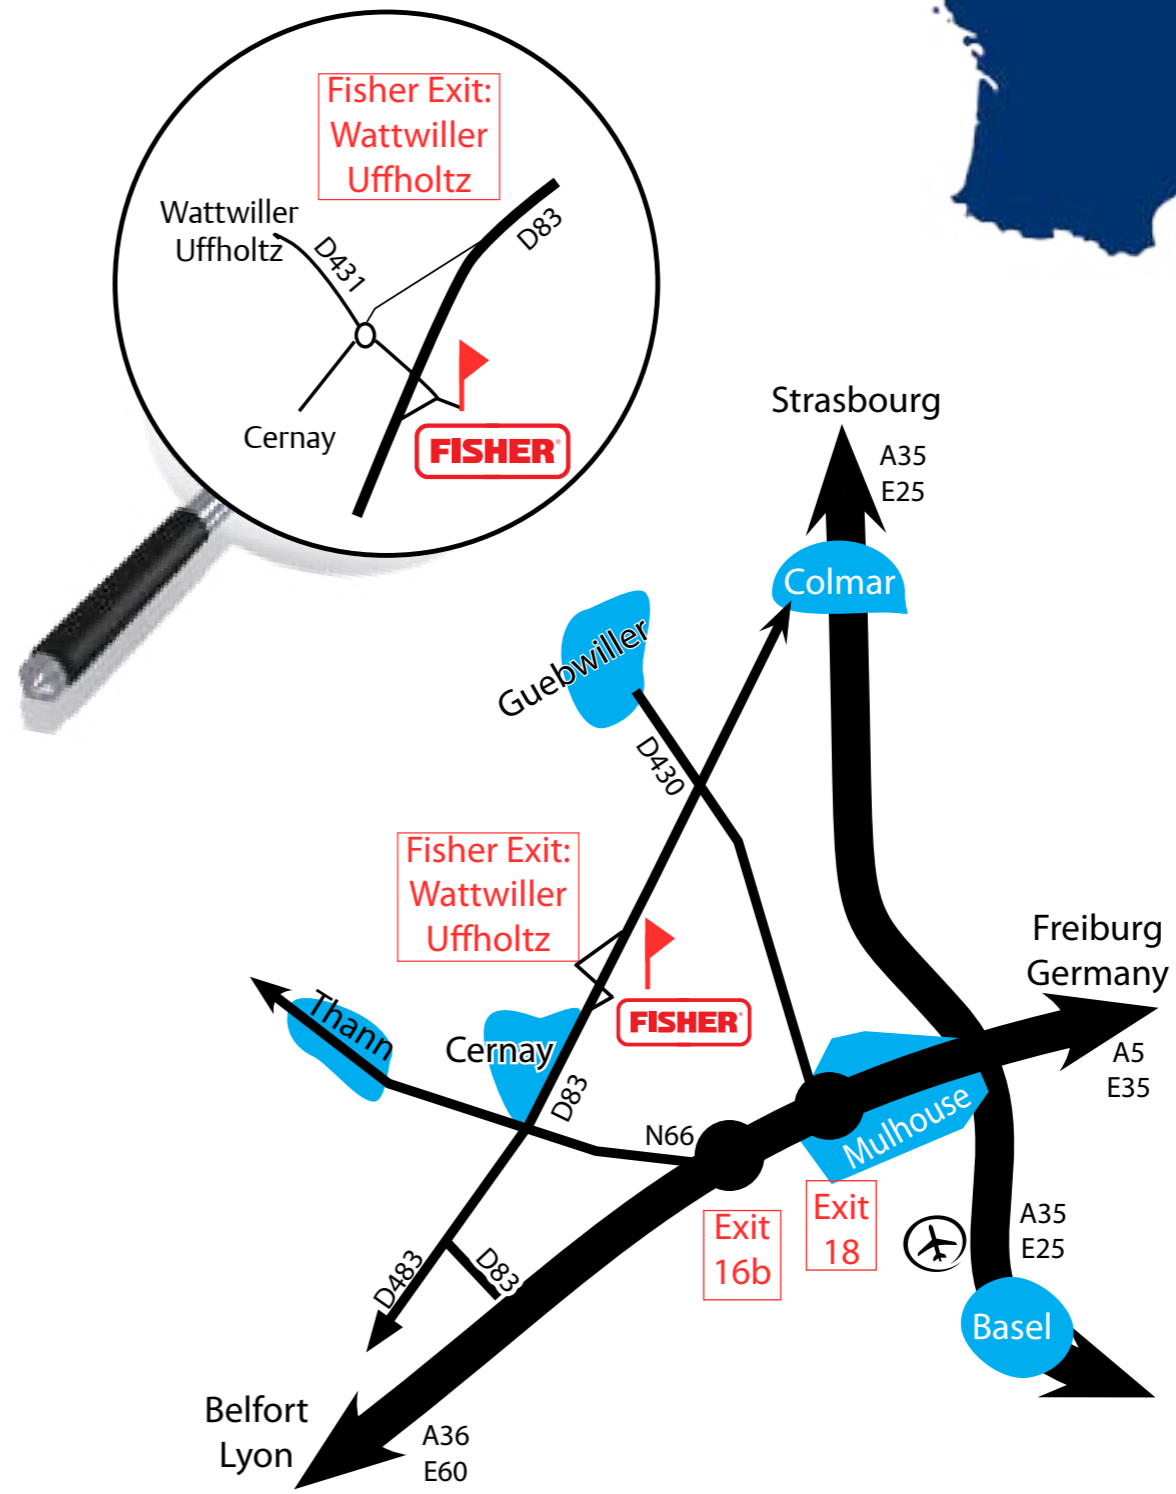 Fisher Exit:
Wattwiller
Uffholtz
Wattwiller
Uffholtz
D431
D83
Cernay
FISHER®
Strasbourg
A35
E25
Colmar
Guebwiller
D430
Fisher Exit:
Wattwiller
Uffholtz
FISHER®
Freiburg
Germany
A5
E35
Thann
Cernay
D83
N66
Mulhouse
Exit
18
Exit
16b
A35
E25
D483
D83
Basel
Belfort
Lyon
A36
E60